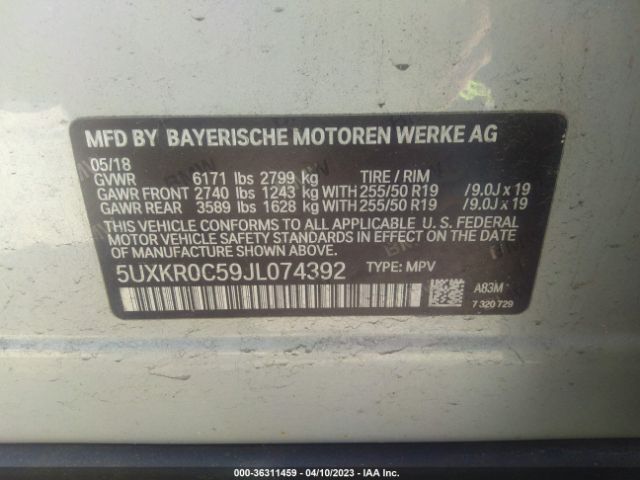 MFD BY BAYERISCHE MOTOREN WERKE AG
05/18
GVWR 6171 lbs 2799 kg TIRE / RIM
GAWR FRONT 2740 lbs 1243 kg WITH 255/50 R19 /9.0J x 19
GAWR REAR 3589 lbs 1628 kg WITH 255/50 R19 /9.0J x 19
THIS VEHICLE CONFORMS TO ALL APPLICABLE U. S. FEDERAL
MOTOR VEHICLE SAFETY STANDARDS IN EFFECT ON THE DATE
OF MANUFACTURE SHOWN ABOVE.
5UXKR0C59JL074392 TYPE: MPV
A83M
7 320 729
000-36311459 - 04/10/2023 - IAA Inc.